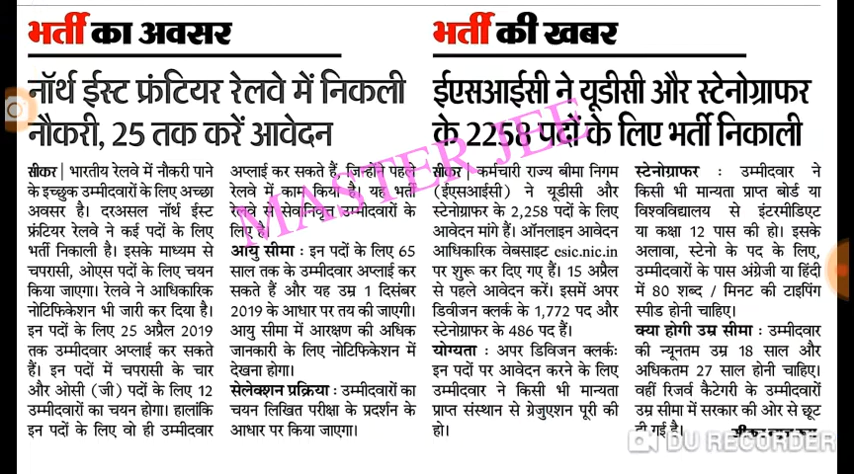 भर्ती का अवसर
नॉर्थ ईस्ट फ्रंटियर रेलवे में निकली
नौकरी, 25 तक करें आवेदन
सीकर | भारतीय रेलवे में नौकरी पाने
के इच्छुक उम्मीदवारों के लिए अच्छा
अवसर है। दरअसल नॉर्थ ईस्ट
फ्रंटियर रेलवे ने कई पदों के लिए
भर्ती निकाली है। इसके माध्यम से
चपरासी, ओएस पदों के लिए चयन
किया जाएगा। रेलवे ने आधिकारिक
नोटिफिकेशन भी जारी कर दिया है।
इन पदों के लिए 25 अप्रैल 2019
तक उम्मीदवार अप्लाई कर सकते
हैं। इन पदों में चपरासी के चार
और ओसी (जी) पदों के लिए 12
उम्मीदवारों का चयन होगा। हालांकि
इन पदों के लिए वो ही उम्मीदवार
अप्लाई कर सकते हैं, जिन्होंने पहले
रेलवे में काम किया है। यह भर्ती
रेलवे से सेवानिवृत्त उम्मीदवारों के
लिए है।
आयु सीमा : इन पदों के लिए 65
साल तक के उम्मीदवार अप्लाई कर
सकते हैं और यह उम्र 1 दिसंबर
2019 के आधार पर तय की जाएगी।
आयु सीमा में आरक्षण की अधिक
जानकारी के लिए नोटिफिकेशन में
देखना होगा।
सेलेक्शन प्रक्रिया : उम्मीदवारों का
चयन लिखित परीक्षा के प्रदर्शन के
आधार पर किया जाएगा।
भर्ती की खबर
ईएसआईसी ने यूडीसी और स्टेनोग्राफर
के 2258 पदों के लिए भर्ती निकाली
सीकर | कर्मचारी राज्य बीमा निगम
(ईएसआईसी) ने यूडीसी और
स्टेनोग्राफर के 2,258 पदों के लिए
आवेदन मांगे हैं। ऑनलाइन आवेदन
आधिकारिक वेबसाइट csic.nic.in
पर शुरू कर दिए गए हैं। 15 अप्रैल
से पहले आवेदन करें। इसमें अपर
डिवीजन क्लर्क के 1,772 पद और
स्टेनोग्राफर के 486 पद हैं।
योग्यता : अपर डिविजन क्लर्कः
इन पदों पर आवेदन करने के लिए
उम्मीदवार ने किसी भी मान्यता
प्राप्त संस्थान से ग्रेजुएशन पूरी की
हो।
स्टेनोग्राफर : उम्मीदवार ने
किसी भी मान्यता प्राप्त बोर्ड या
विश्वविद्यालय से इंटरमीडिएट
या कक्षा 12 पास की हो। इसके
अलावा, स्टेनो के पद के लिए,
उम्मीदवारों के पास अंग्रेजी या हिंदी
में 80 शब्द / मिनट की टाइपिंग
स्पीड होनी चाहिए।
क्या होगी उम्र सीमा : उम्मीदवार
की न्यूनतम उम्र 18 साल और
अधिकतम 27 साल होनी चाहिए।
वहीं रिजर्व कैटेगरी के उम्मीदवारों
उम्र सीमा में सरकार की ओर से छूट
दी गई है।
MASTER JEE
DU RECORDER